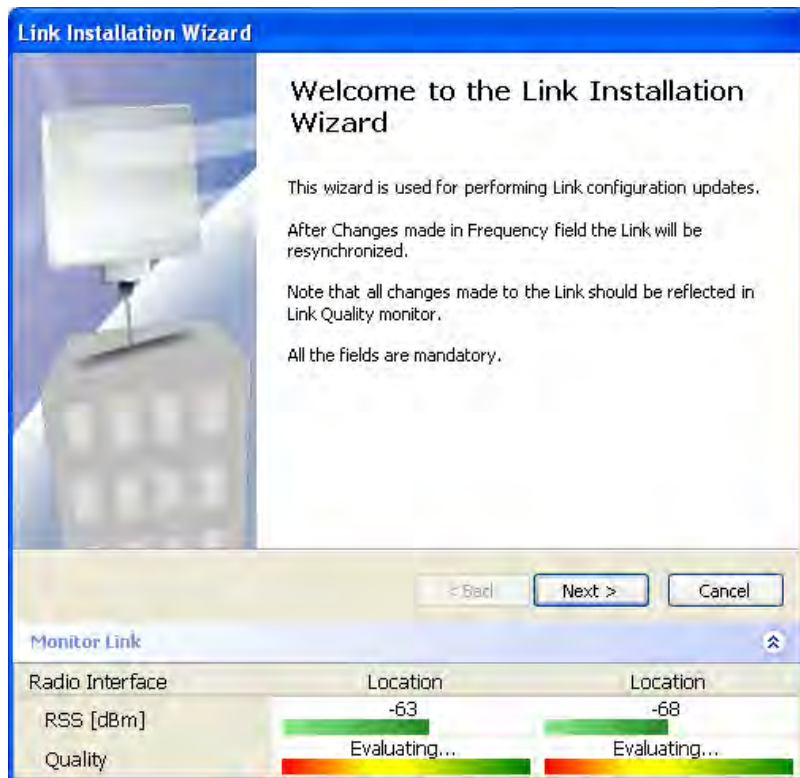 Link Installation Wizard
Welcome to the Link Installation
Wizard
This wizard is used for performing Link configuration updates.
After Changes made in Frequency field the Link will be
resynchronized.
Note that all changes made to the Link should be reflected in
Link Quality monitor.
All the fields are mandatory.
< Back Next > Cancel
Monitor Link
Radio Interface Location Location
RSS [dBm] -63 -68
Quality Evaluating... Evaluating...